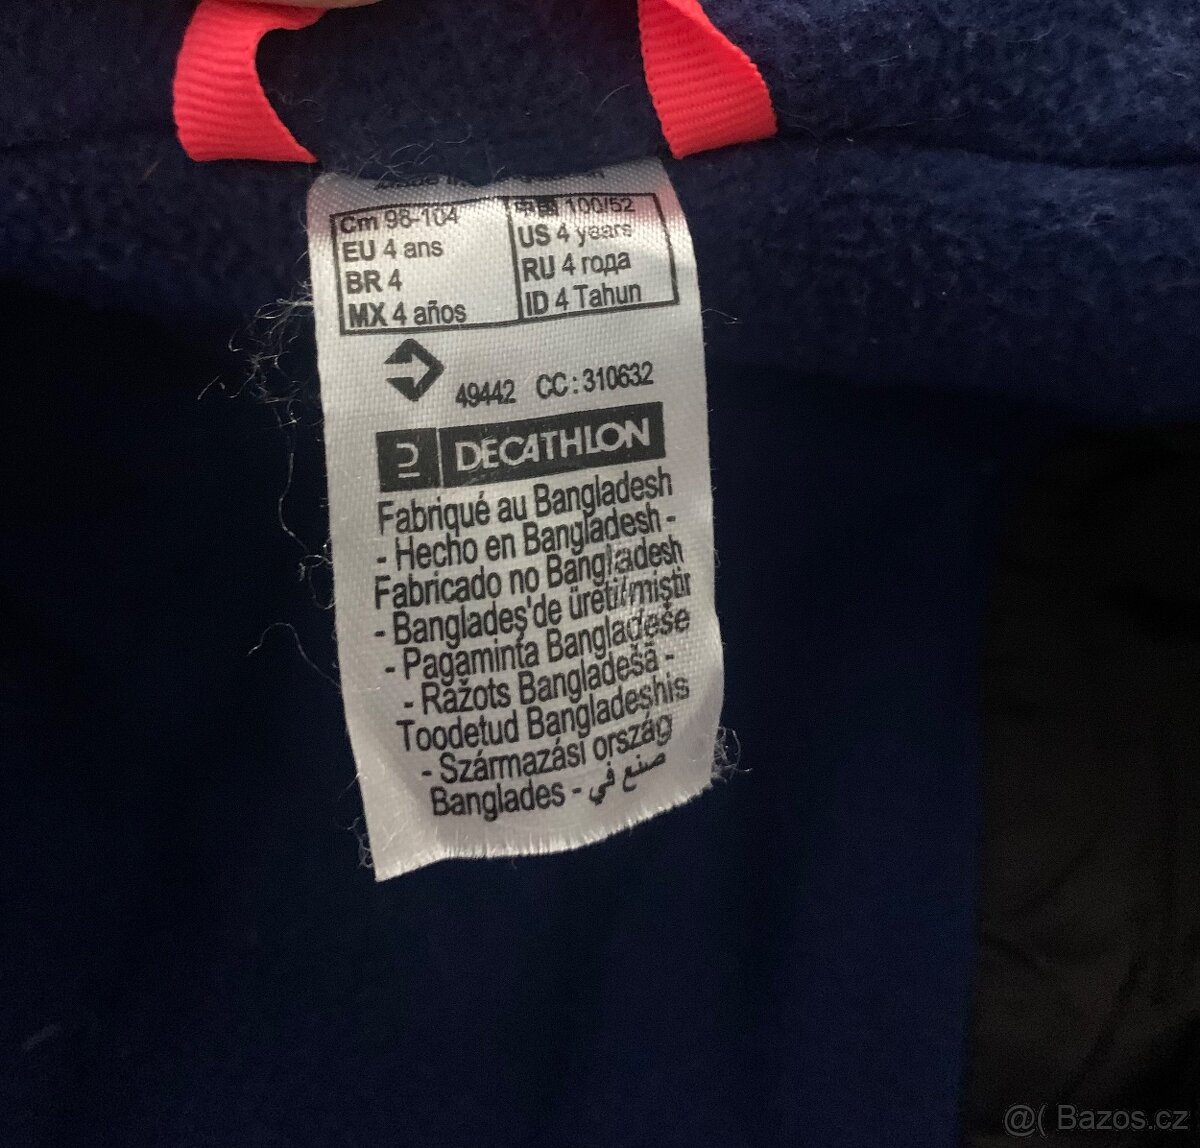 Made in
Cm 98-104
100/52
EU 4 ans
US 4 years
BR 4
RU 4 года
MX 4 años
ID 4 Tahun
49442 CC : 310632
DECATHLON
Fabriqué au Bangladesh
- Hecho en Bangladesh -
Fabricado no Bangladesh
- Bangladeş'de üretilmiştir
- Pagaminta Bangladeše
- Ražots Bangladešā -
Toodetud Bangladeshis
- Származási ország
Banglades - صنع في
@( Bazos.cz